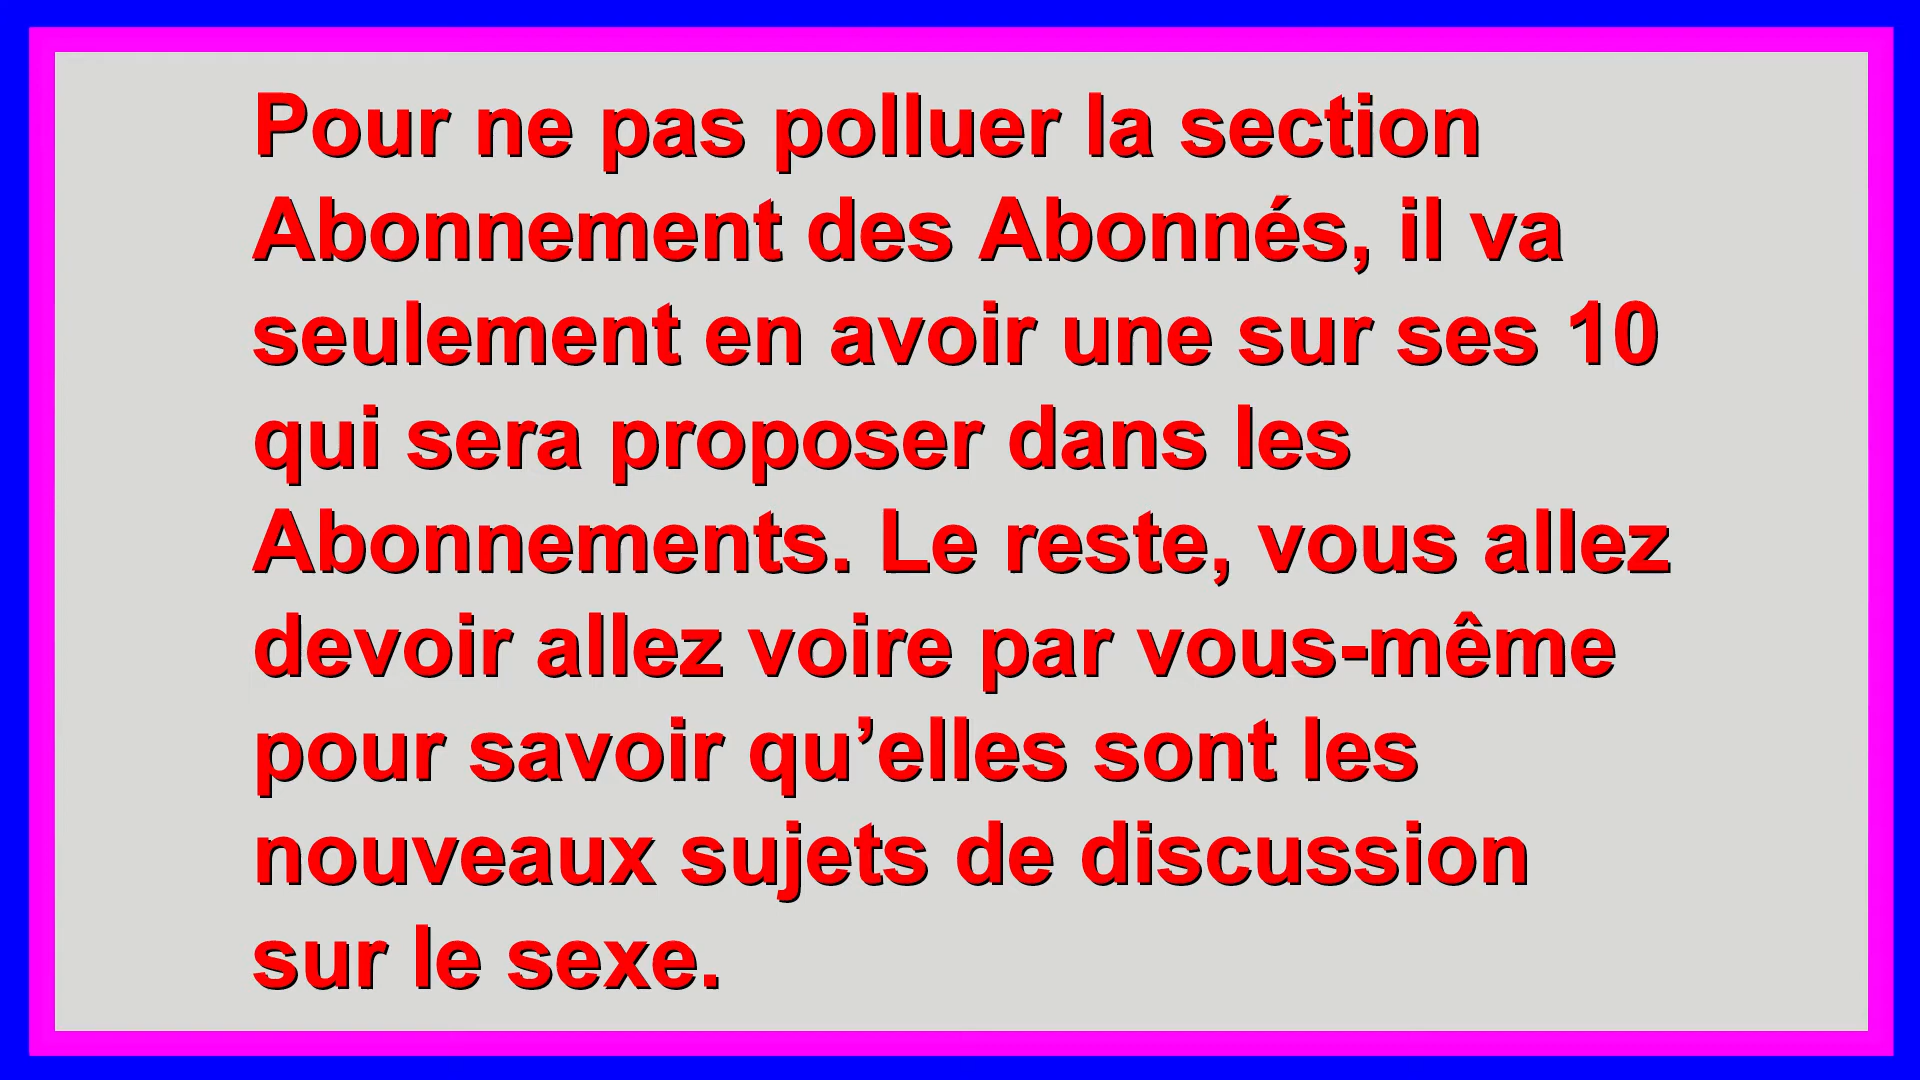 Pour ne pas polluer la section
Abonnement des Abonnés, il va
seulement en avoir une sur ses 10
qui sera proposer dans les
Abonnements. Le reste, vous allez
devoir allez voire par vous-même
pour savoir qu’elles sont les
nouveaux sujets de discussion
sur le sexe.